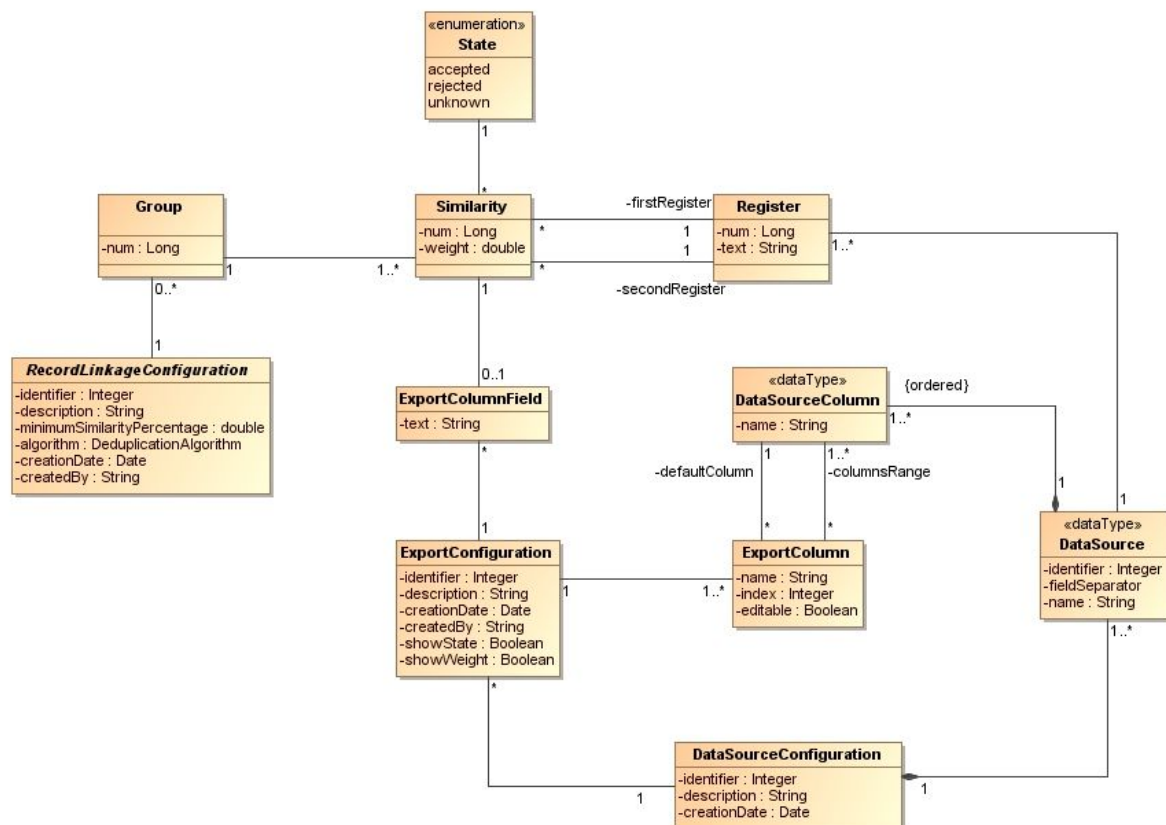 «enumeration»
State
accepted
rejected
unknown
1
*
Group
-num : Long
1
0..*
1..*
Similarity
-num : Long
-weight : double
*
*
1
-firstRegister
1
1
-secondRegister
Register
-num : Long
-text : String
1..*
1
RecordLinkageConfiguration
-identifier : Integer
-description : String
-minimumSimilarityPercentage : double
-algorithm : DeduplicationAlgorithm
-creationDate : Date
-createdBy : String
0..1
ExportColumnField
-text : String
*
«dataType»
DataSourceColumn
-name : String
{ordered}
1..*
1
1..*
-defaultColumn
-columnsRange
*
*
1
1
1
«dataType»
DataSource
-identifier : Integer
-fieldSeparator
-name : String
1..*
ExportConfiguration
-identifier : Integer
-description : String
-creationDate : Date
-createdBy : String
-showState : Boolean
-showWeight : Boolean
1
1..*
*
ExportColumn
-name : String
-index : Integer
-editable : Boolean
DataSourceConfiguration
-identifier : Integer
-description : String
-creationDate : Date
1
1